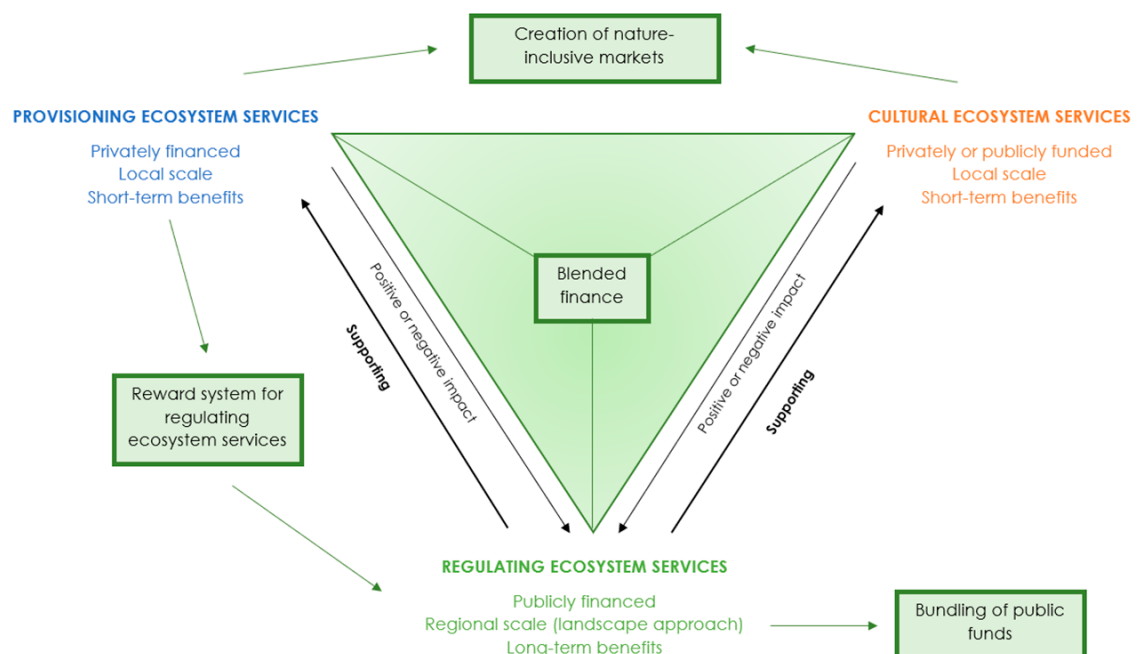 Creation of nature-
inclusive markets
PROVISIONING ECOSYSTEM SERVICES
Privately financed
Local scale
Short-term benefits
CULTURAL ECOSYSTEM SERVICES
Privately or publicly funded
Local scale
Short-term benefits
Blended
finance
Positive or negative impact
Supporting
Positive or negative impact
Supporting
Reward system for
regulating
ecosystem services
REGULATING ECOSYSTEM SERVICES
Publicly financed
Regional scale (landscape approach)
Long-term benefits
Bundling of public
funds